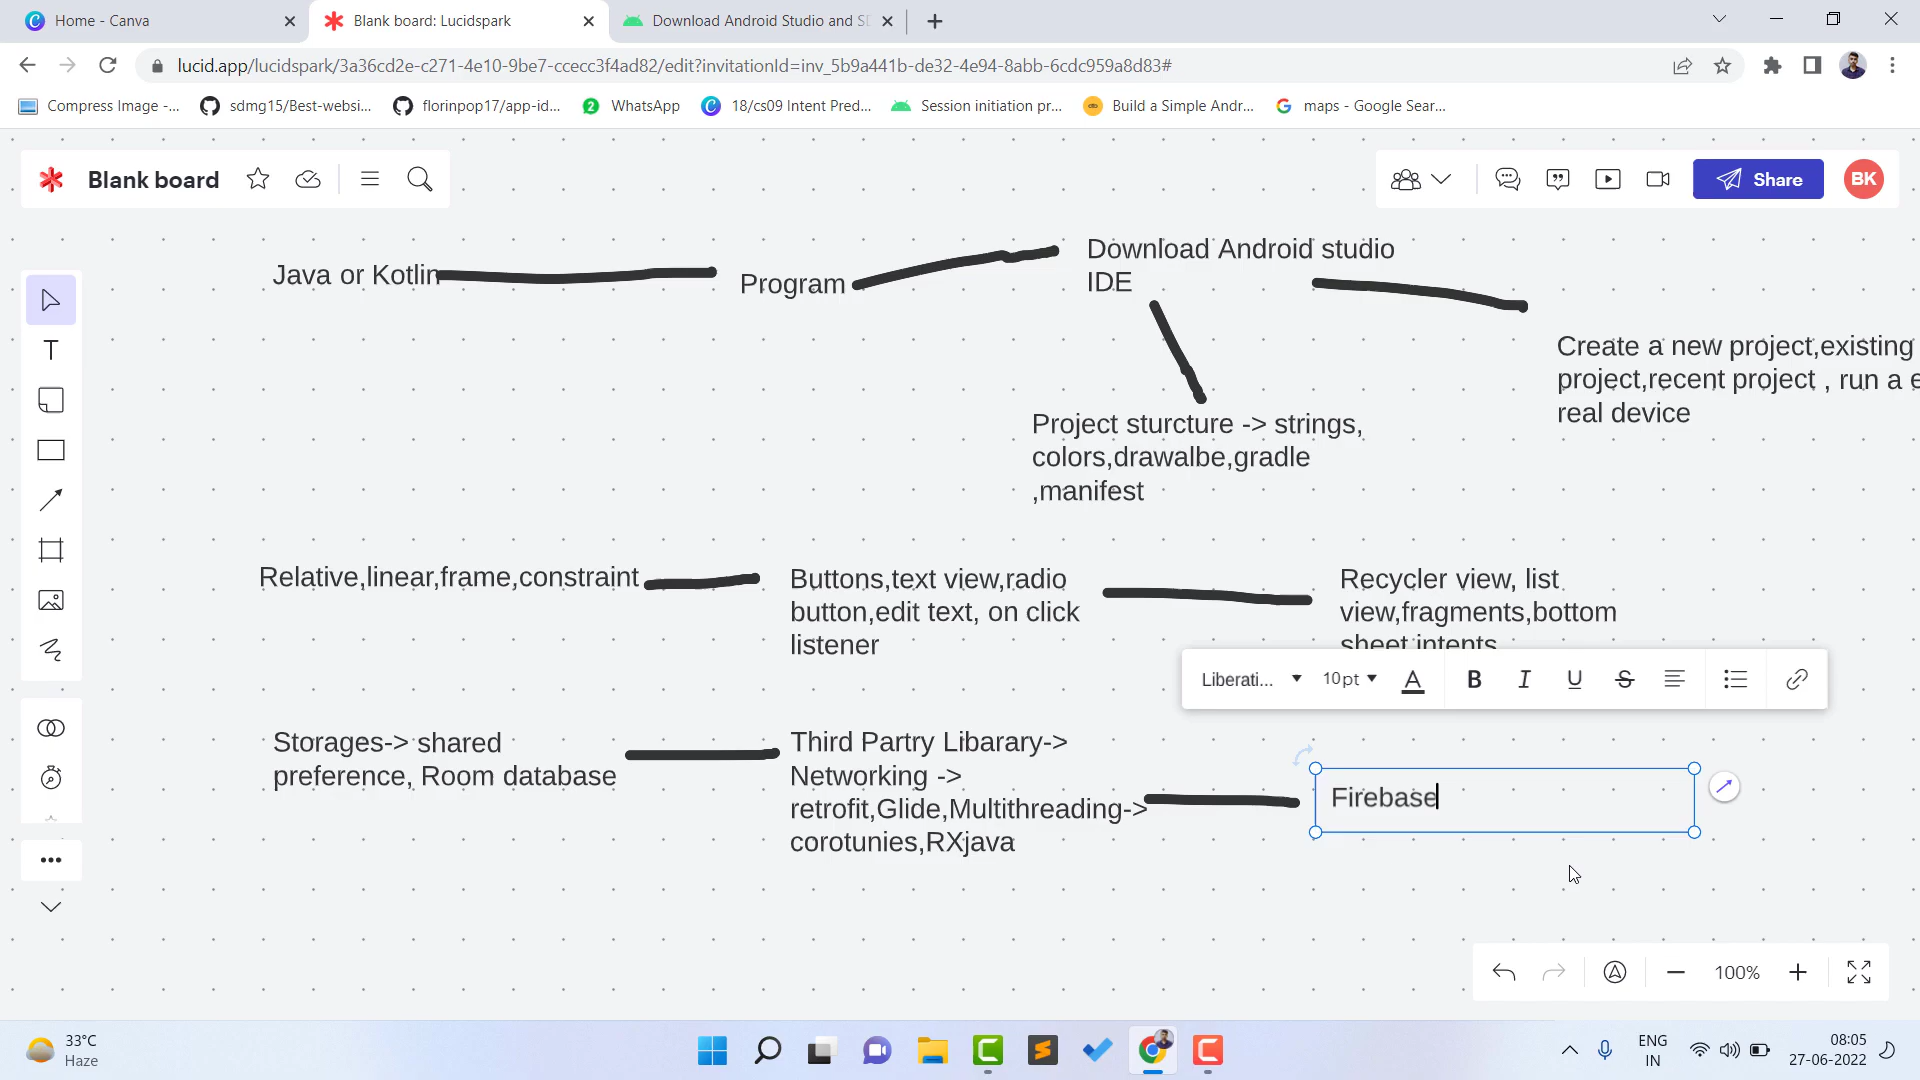 Home - Canva
Blank board: Lucidspark
Download Android Studio and S
lucid.app/lucidspark/3a36cd2e-c271-4e10-9be7-ccecc3f4ad82/edit?invitationId=inv_5b9a441b-de32-4e94-8abb-6cdc959a8d83#
Compress Image -...
sdmg15/Best-websi...
florinpop17/app-id...
2
WhatsApp
18/cs09 Intent Pred...
Session initiation pr...
Build a Simple Andr...
maps - Google Sear...
Blank board
Share
BK
Java or Kotlin
Program
Download Android studio
IDE
Create a new project,existing
project,recent project , run a e
real device
Project sturcture -> strings,
colors,drawalbe,gradle
,manifest
Relative,linear,frame,constraint
Buttons,text view,radio
button,edit text, on click
listener
Recycler view, list
view,fragments,bottom
sheet,intents
Liberati...
10pt
A
B
I
U
S
Storages-> shared
preference, Room database
Third Partry Libarary->
Networking ->
retrofit,Glide,Multithreading->
corotunies,RXjava
Firebase
100%
33°C
Haze
ENG
IN
08:05
27-06-2022